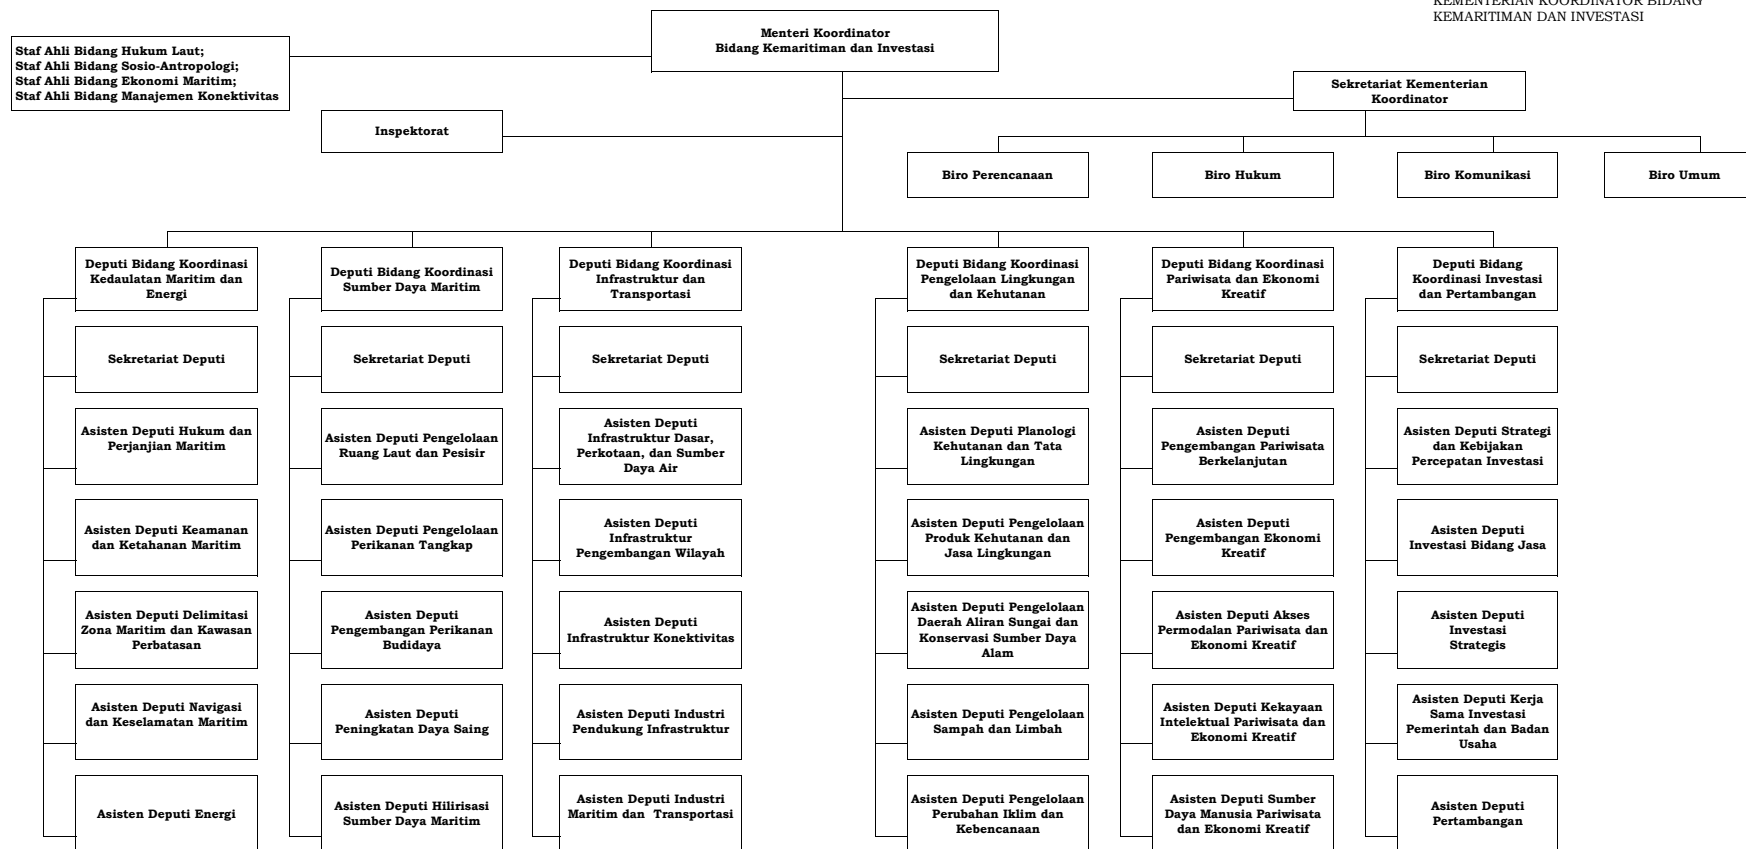 KEMENTERIAN KOORDINATOR BIDANG
KEMARITIMAN DAN INVESTASI
Menteri Koordinator
Bidang Kemaritiman dan Investasi
Staf Ahli Bidang Hukum Laut;
Staf Ahli Bidang Sosio-Antropologi;
Staf Ahli Bidang Ekonomi Maritim;
Staf Ahli Bidang Manajemen Konektivitas
Sekretariat Kementerian
Koordinator
Inspektorat
Biro Perencanaan
Biro Hukum
Biro Komunikasi
Biro Umum
Deputi Bidang Koordinasi
Kedaulatan Maritim dan
Energi
Sekretariat Deputi
Asisten Deputi Hukum dan
Perjanjian Maritim
Asisten Deputi Keamanan
dan Ketahanan Maritim
Asisten Deputi Delimitasi
Zona Maritim dan Kawasan
Perbatasan
Asisten Deputi Navigasi
dan Keselamatan Maritim
Asisten Deputi Energi
Deputi Bidang Koordinasi
Sumber Daya Maritim
Sekretariat Deputi
Asisten Deputi Pengelolaan
Ruang Laut dan Pesisir
Asisten Deputi Pengelolaan
Perikanan Tangkap
Asisten Deputi
Pengembangan Perikanan
Budidaya
Asisten Deputi
Peningkatan Daya Saing
Asisten Deputi Hilirisasi
Sumber Daya Maritim
Deputi Bidang Koordinasi
Infrastruktur dan
Transportasi
Sekretariat Deputi
Asisten Deputi
Infrastruktur Dasar,
Perkotaan, dan Sumber
Daya Air
Asisten Deputi
Infrastruktur
Pengembangan Wilayah
Asisten Deputi
Infrastruktur Konektivitas
Asisten Deputi Industri
Pendukung Infrastruktur
Asisten Deputi Industri
Maritim dan Transportasi
Deputi Bidang Koordinasi
Pengelolaan Lingkungan
dan Kehutanan
Sekretariat Deputi
Asisten Deputi Planologi
Kehutanan dan Tata
Lingkungan
Asisten Deputi Pengelolaan
Produk Kehutanan dan
Jasa Lingkungan
Asisten Deputi Pengelolaan
Daerah Aliran Sungai dan
Konservasi Sumber Daya
Alam
Asisten Deputi Pengelolaan
Sampah dan Limbah
Asisten Deputi Pengelolaan
Perubahan Iklim dan
Kebencanaan
Deputi Bidang Koordinasi
Pariwisata dan Ekonomi
Kreatif
Sekretariat Deputi
Asisten Deputi
Pengembangan Pariwisata
Berkelanjutan
Asisten Deputi
Pengembangan Ekonomi
Kreatif
Asisten Deputi Akses
Permodalan Pariwisata dan
Ekonomi Kreatif
Asisten Deputi Kekayaan
Intelektual Pariwisata dan
Ekonomi Kreatif
Asisten Deputi Sumber
Daya Manusia Pariwisata
dan Ekonomi Kreatif
Deputi Bidang
Koordinasi Investasi
dan Pertambangan
Sekretariat Deputi
Asisten Deputi Strategi
dan Kebijakan
Percepatan Investasi
Asisten Deputi
Investasi Bidang Jasa
Asisten Deputi
Investasi
Strategis
Asisten Deputi Kerja
Sama Investasi
Pemerintah dan Badan
Usaha
Asisten Deputi
Pertambangan